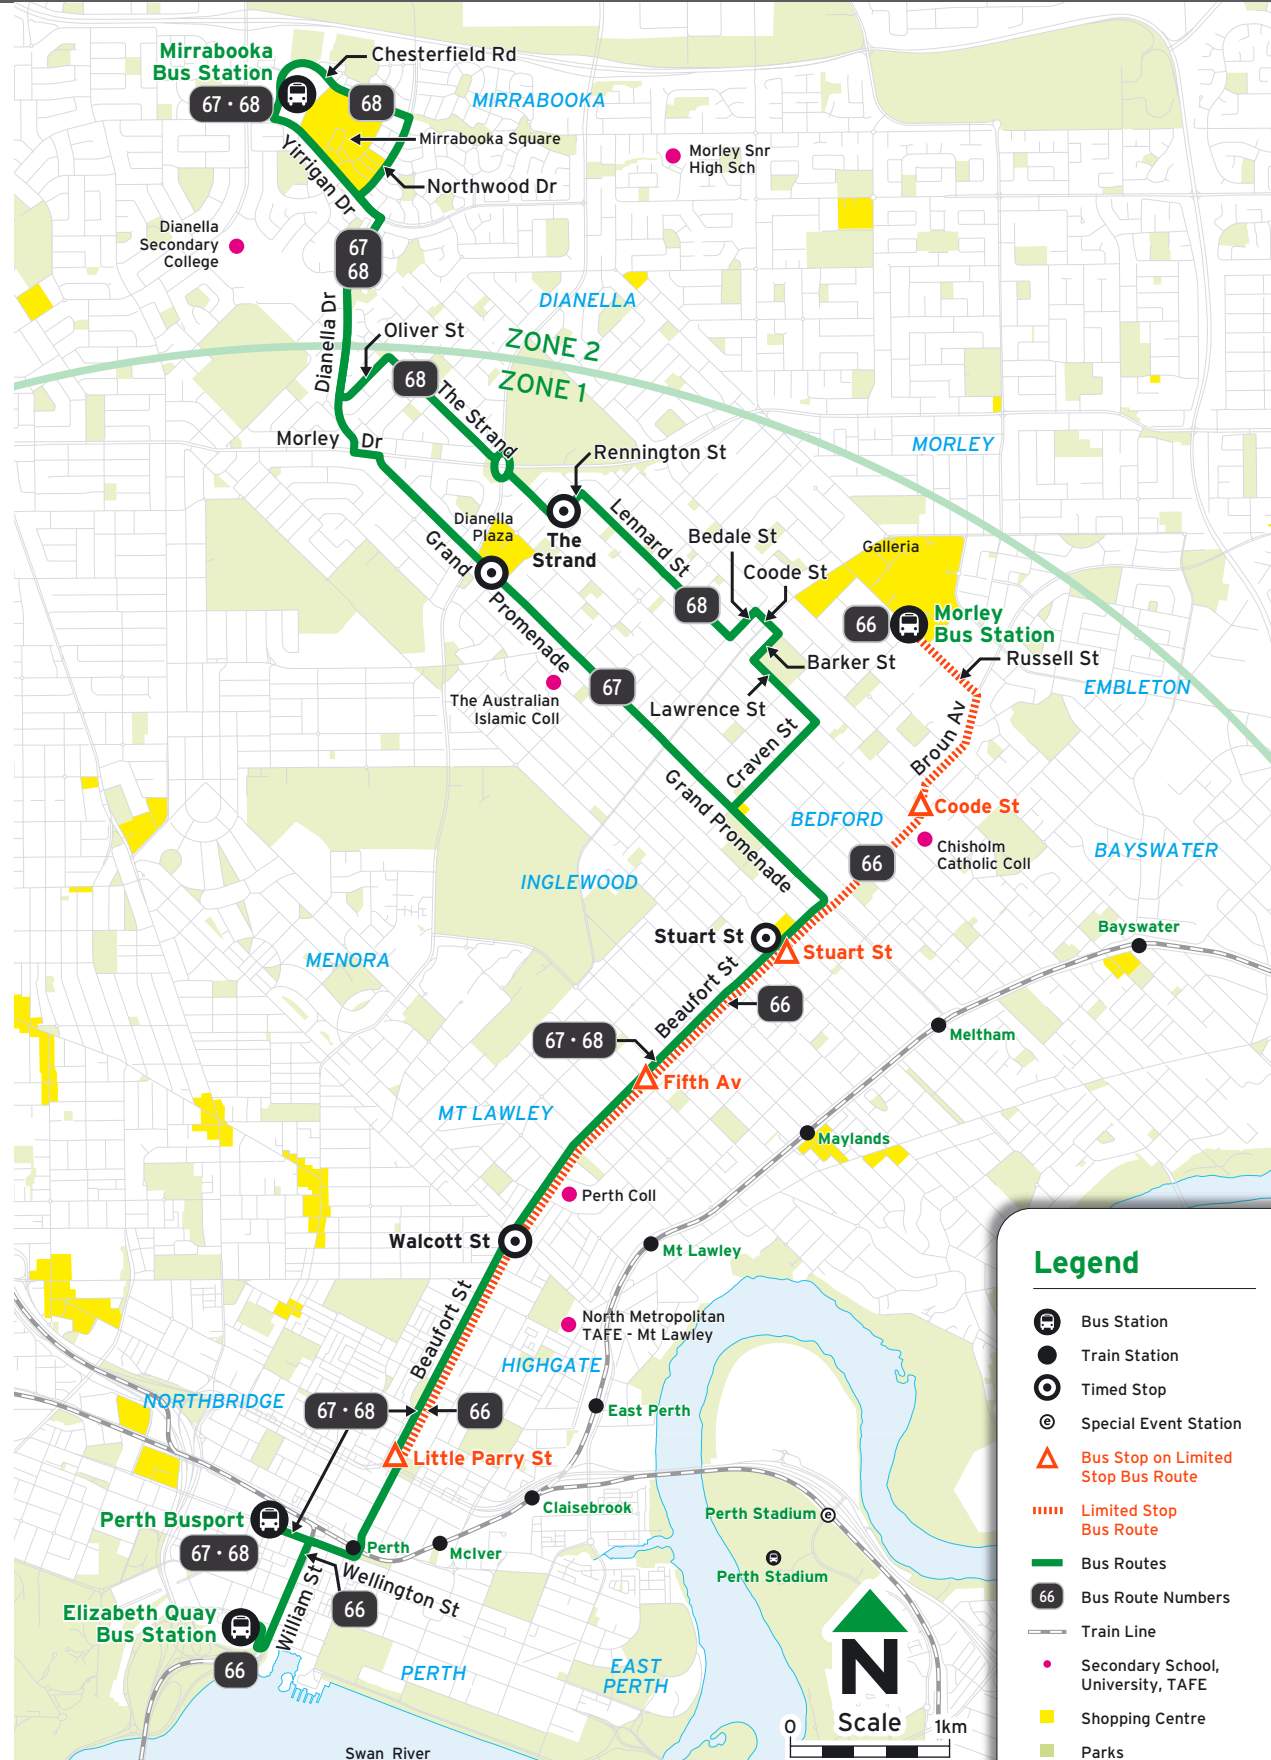 Mirrabooka
Bus Station
Chesterfield Rd
67 • 68
68
MIRRABOOKA
Mirrabooka Square
Yirrigan Dr
Northwood Dr
Morley Snr
High Sch
Dianella
Secondary
College
67
68
DIANELLA
Dianella Dr
Oliver St
ZONE 2
ZONE 1
68
The Strand
Morley Dr
Rennington St
MORLEY
Dianella
Plaza
The
Strand
Lennard St
Bedale St
Galleria
Grand
Promenade
Coode St
68
66
Morley
Bus Station
Barker St
Russell St
The Australian
Islamic Coll
67
Lawrence St
EMBLETON
Broun Av
Craven St
Grand Promenade
BEDFORD
Coode St
Chisholm
Catholic Coll
BAYSWATER
66
INGLEWOOD
Stuart St
Stuart St
Bayswater
MENORA
Beaufort St
66
67 • 68
Meltham
Fifth Av
MT LAWLEY
Maylands
Perth Coll
Walcott St
Mt Lawley
Beaufort St
North Metropolitan
TAFE - Mt Lawley
HIGHGATE
NORTHBRIDGE
67 • 68
66
East Perth
Little Parry St
Claisebrook
Perth Busport
67 • 68
Perth
McIver
Perth Stadium
e
Perth Stadium
Wellington St
William St
66
Elizabeth Quay
Bus Station
66
PERTH
EAST
PERTH
N
Scale
0
1km
Swan River
Legend
Bus Station
Train Station
Timed Stop
e
Special Event Station
Bus Stop on Limited
Stop Bus Route
Limited Stop
Bus Route
Bus Routes
66
Bus Route Numbers
Train Line
Secondary School,
University, TAFE
Shopping Centre
Parks